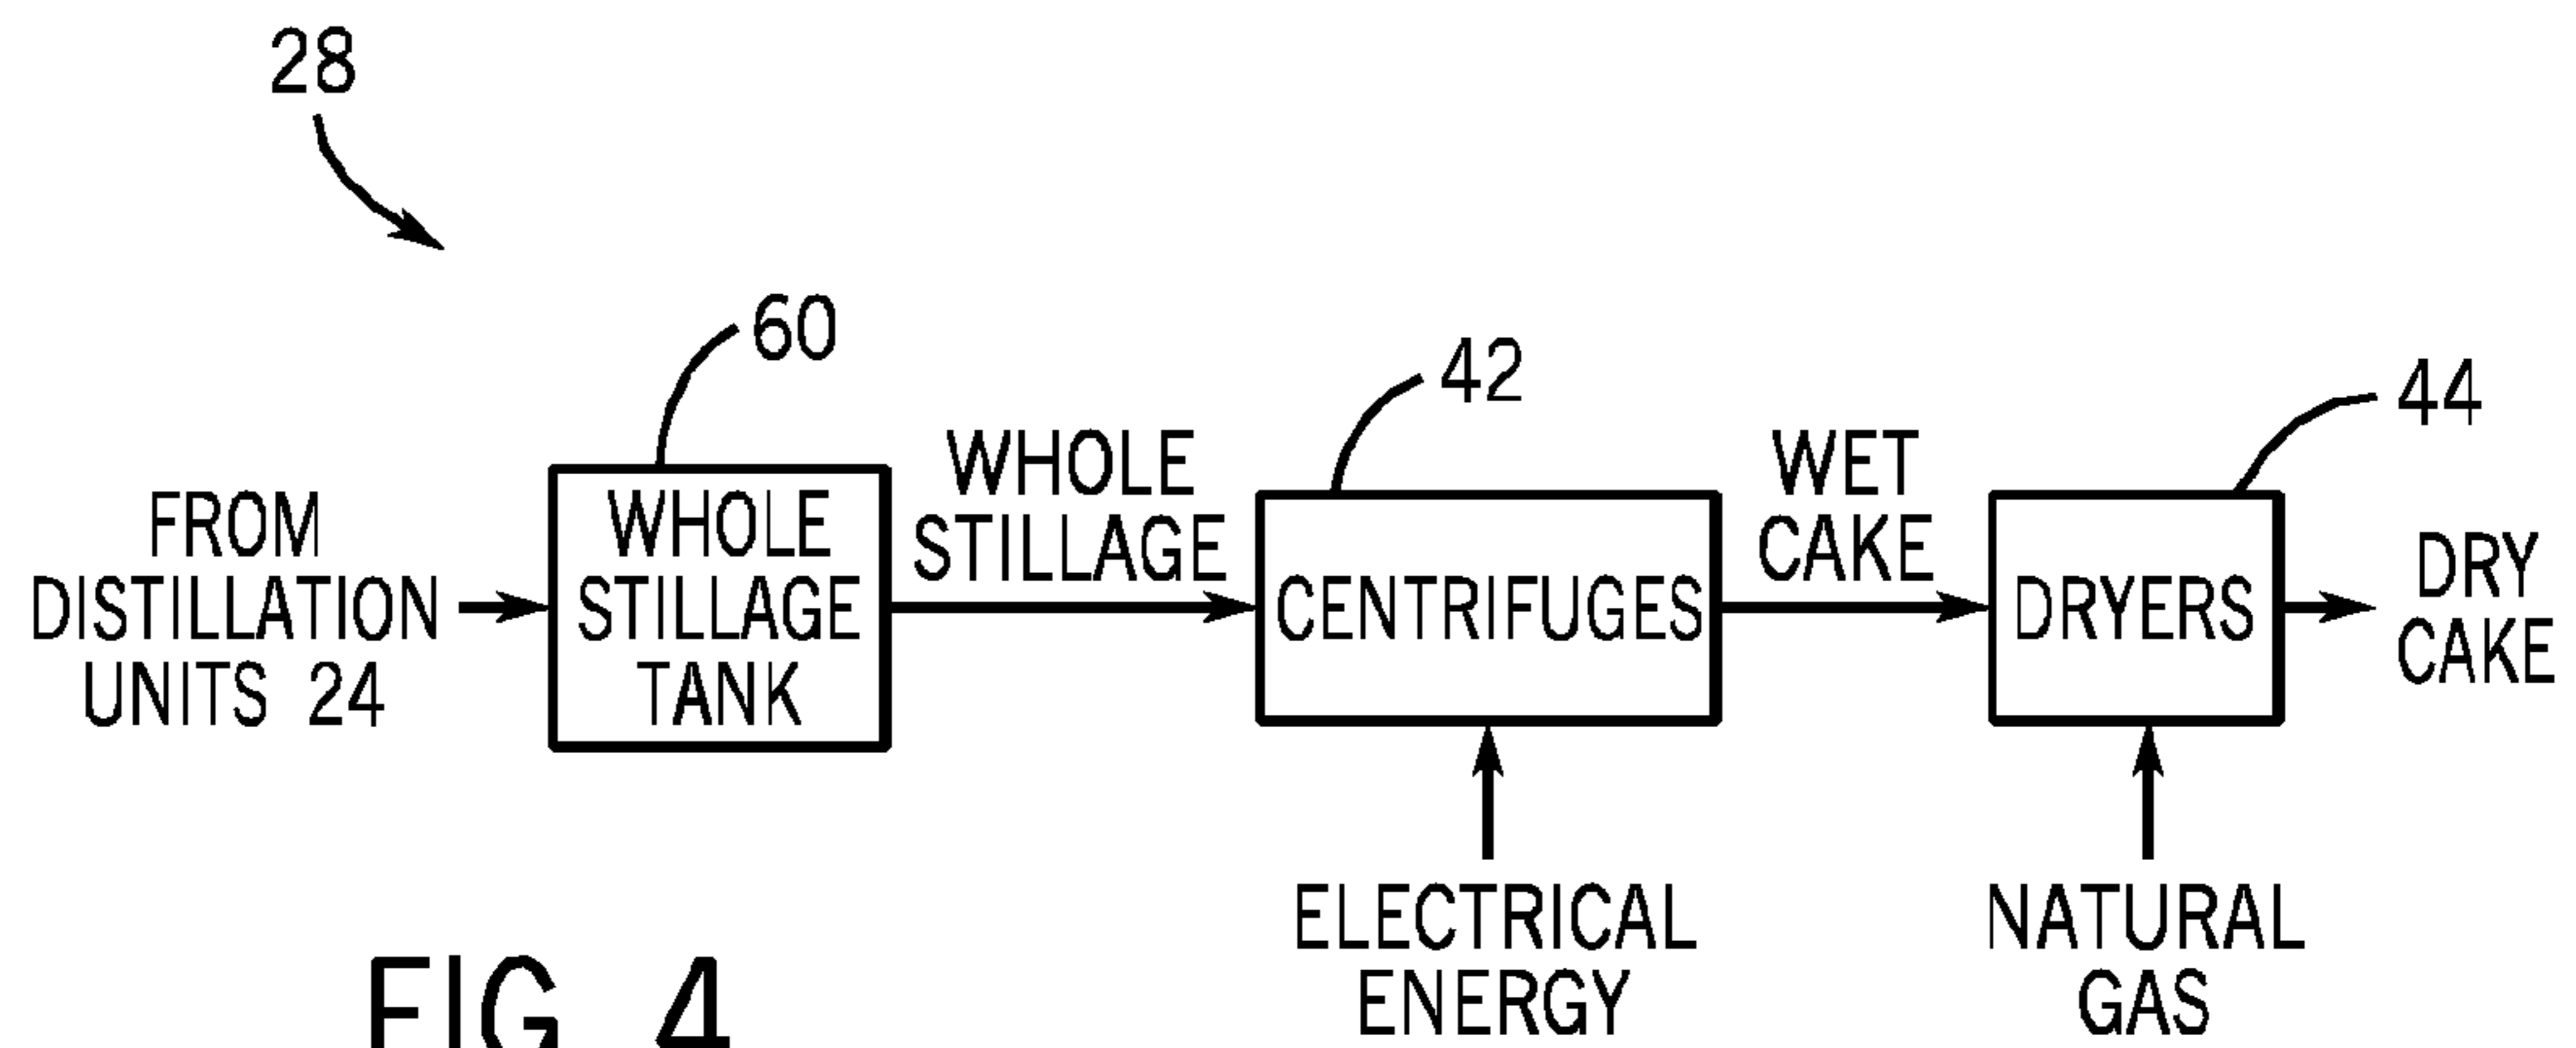 28
60
42
44
FROM
DISTILLATION
UNITS 24
WHOLE
STILLAGE
TANK
WHOLE
STILLAGE
CENTRIFUGES
WET
CAKE
DRYERS
DRY
CAKE
ELECTRICAL
ENERGY
NATURAL
GAS
FIG 4